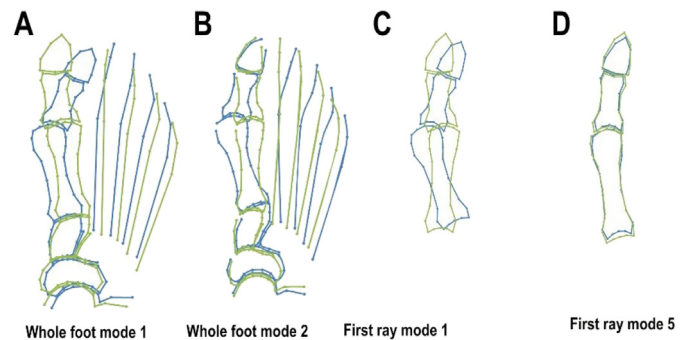 A
B
C
D
Whole foot mode 1
Whole foot mode 2
First ray mode 1
First ray mode 5